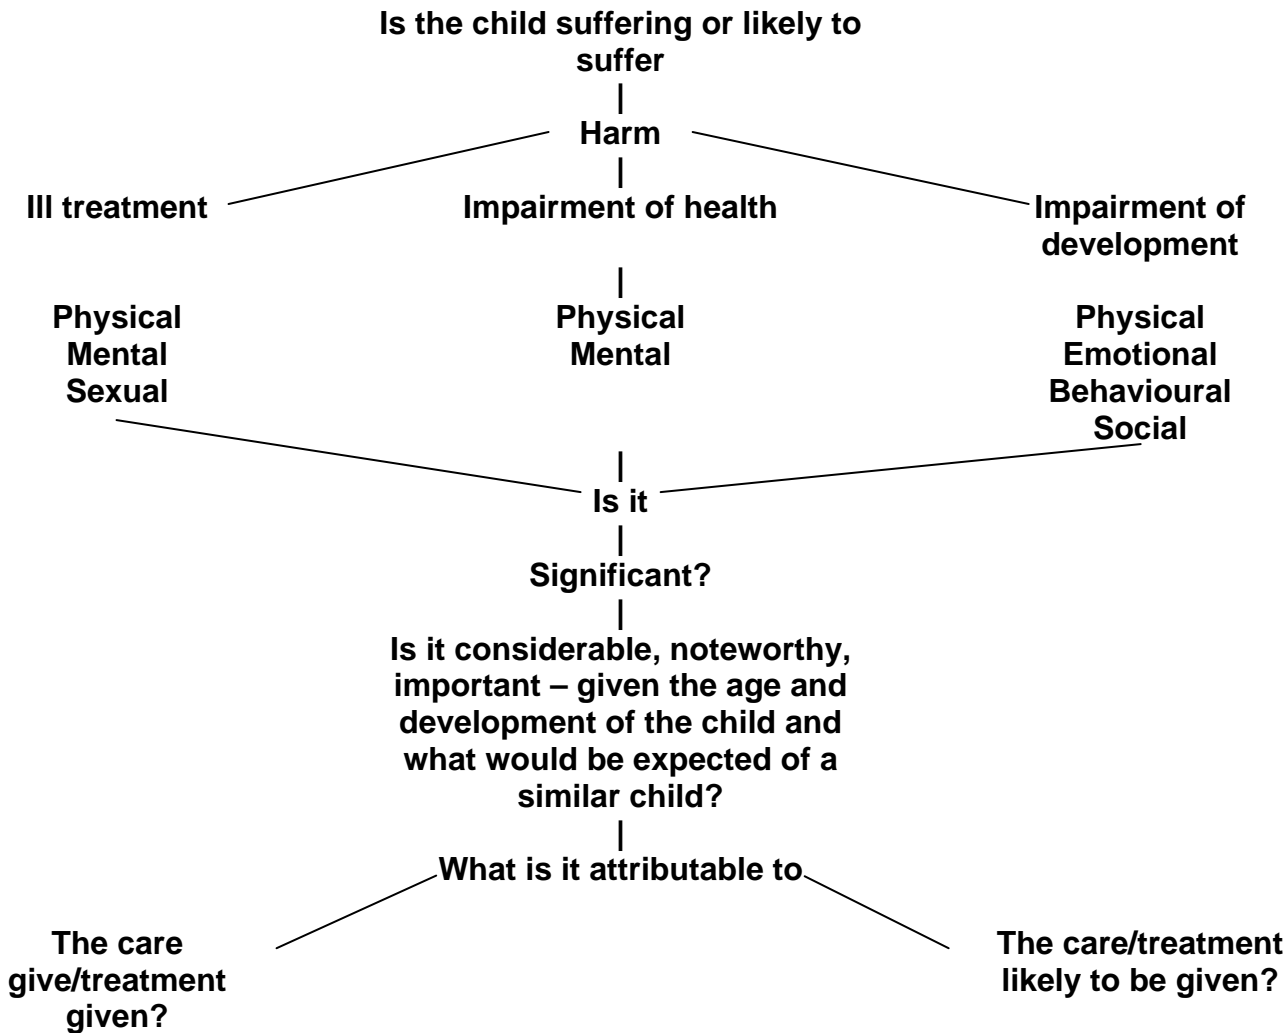 Is the child suffering or likely to
suffer
Harm
Ill treatment
Impairment of health
Impairment of
development
Physical
Mental
Sexual
Physical
Mental
Physical
Emotional
Behavioural
Social
Is it
Significant?
Is it considerable, noteworthy,
important – given the age and
development of the child and
what would be expected of a
similar child?
What is it attributable to
The care
give/treatment
given?
The care/treatment
likely to be given?